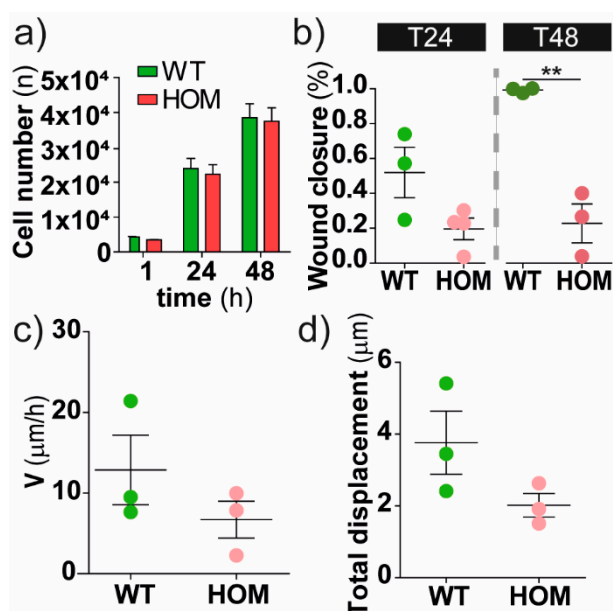 a)
Cell number (n)
5x10⁴
4x10⁴
3x10⁴
2x10⁴
1x10⁴
0
WT
HOM
1 24 48
time (h)
b)
T24 T48
Wound closure (%)
1.0
0.8
0.6
0.4
0.2
0.0
**
WT HOM WT HOM
c)
V (μm/h)
30
20
10
0
WT HOM
d)
Total displacement (μm)
6
4
2
0
WT HOM